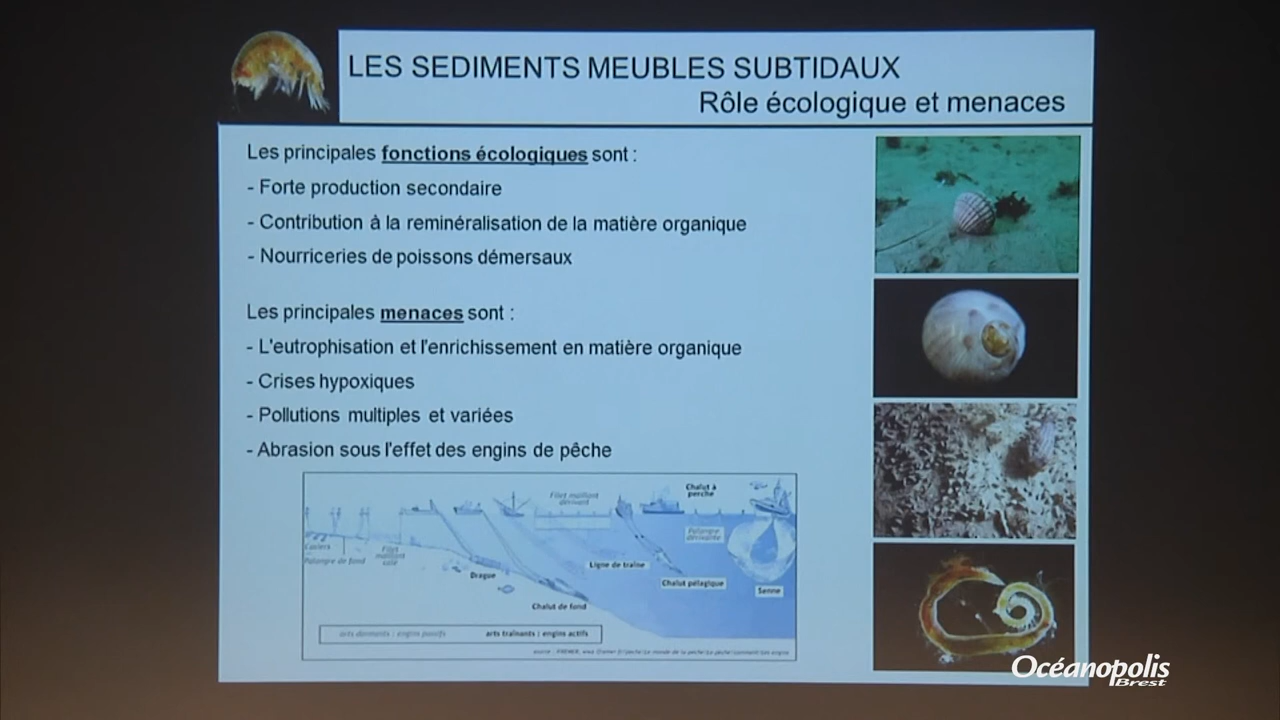 LES SEDIMENTS MEUBLES SUBTIDAUX
Rôle écologique et menaces
Les principales fonctions écologiques sont :
- Forte production secondaire
- Contribution à la reminéralisation de la matière organique
- Nourriceries de poissons démersaux
Les principales menaces sont :
- L'eutrophisation et l'enrichissement en matière organique
- Crises hypoxiques
- Pollutions multiples et variées
- Abrasion sous l'effet des engins de pêche
Filet maillant dérivant
Chalut à perche
Casiers
Palangre de fond
Filet maillant calé
Palangre dérivante
Drague
Ligne de traîne
Chalut pélagique
Senne
Chalut de fond
arts dormants : engins passifs
arts traînants : engins actifs
Océanopolis
Brest